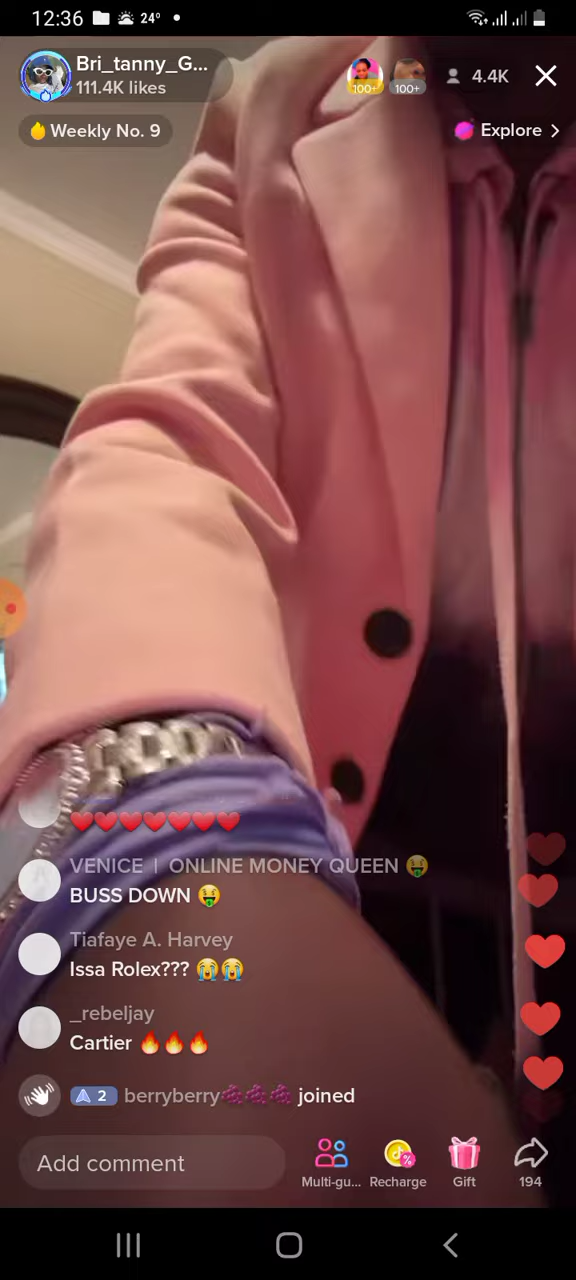 12:36 24°
Bri_tanny_G...
111.4K likes
100+ 100+
4.4K
Weekly No. 9
Explore
❤️❤️❤️❤️❤️❤️❤️
VENICE | ONLINE MONEY QUEEN 🤑
BUSS DOWN 🤑
Tiafaye A. Harvey
Issa Rolex??? 😭😭
_rebeljay
Cartier 🔥🔥🔥
2 berryberry🍇🍇🍇 joined
Add comment
Multi-gu...
Recharge
Gift
194